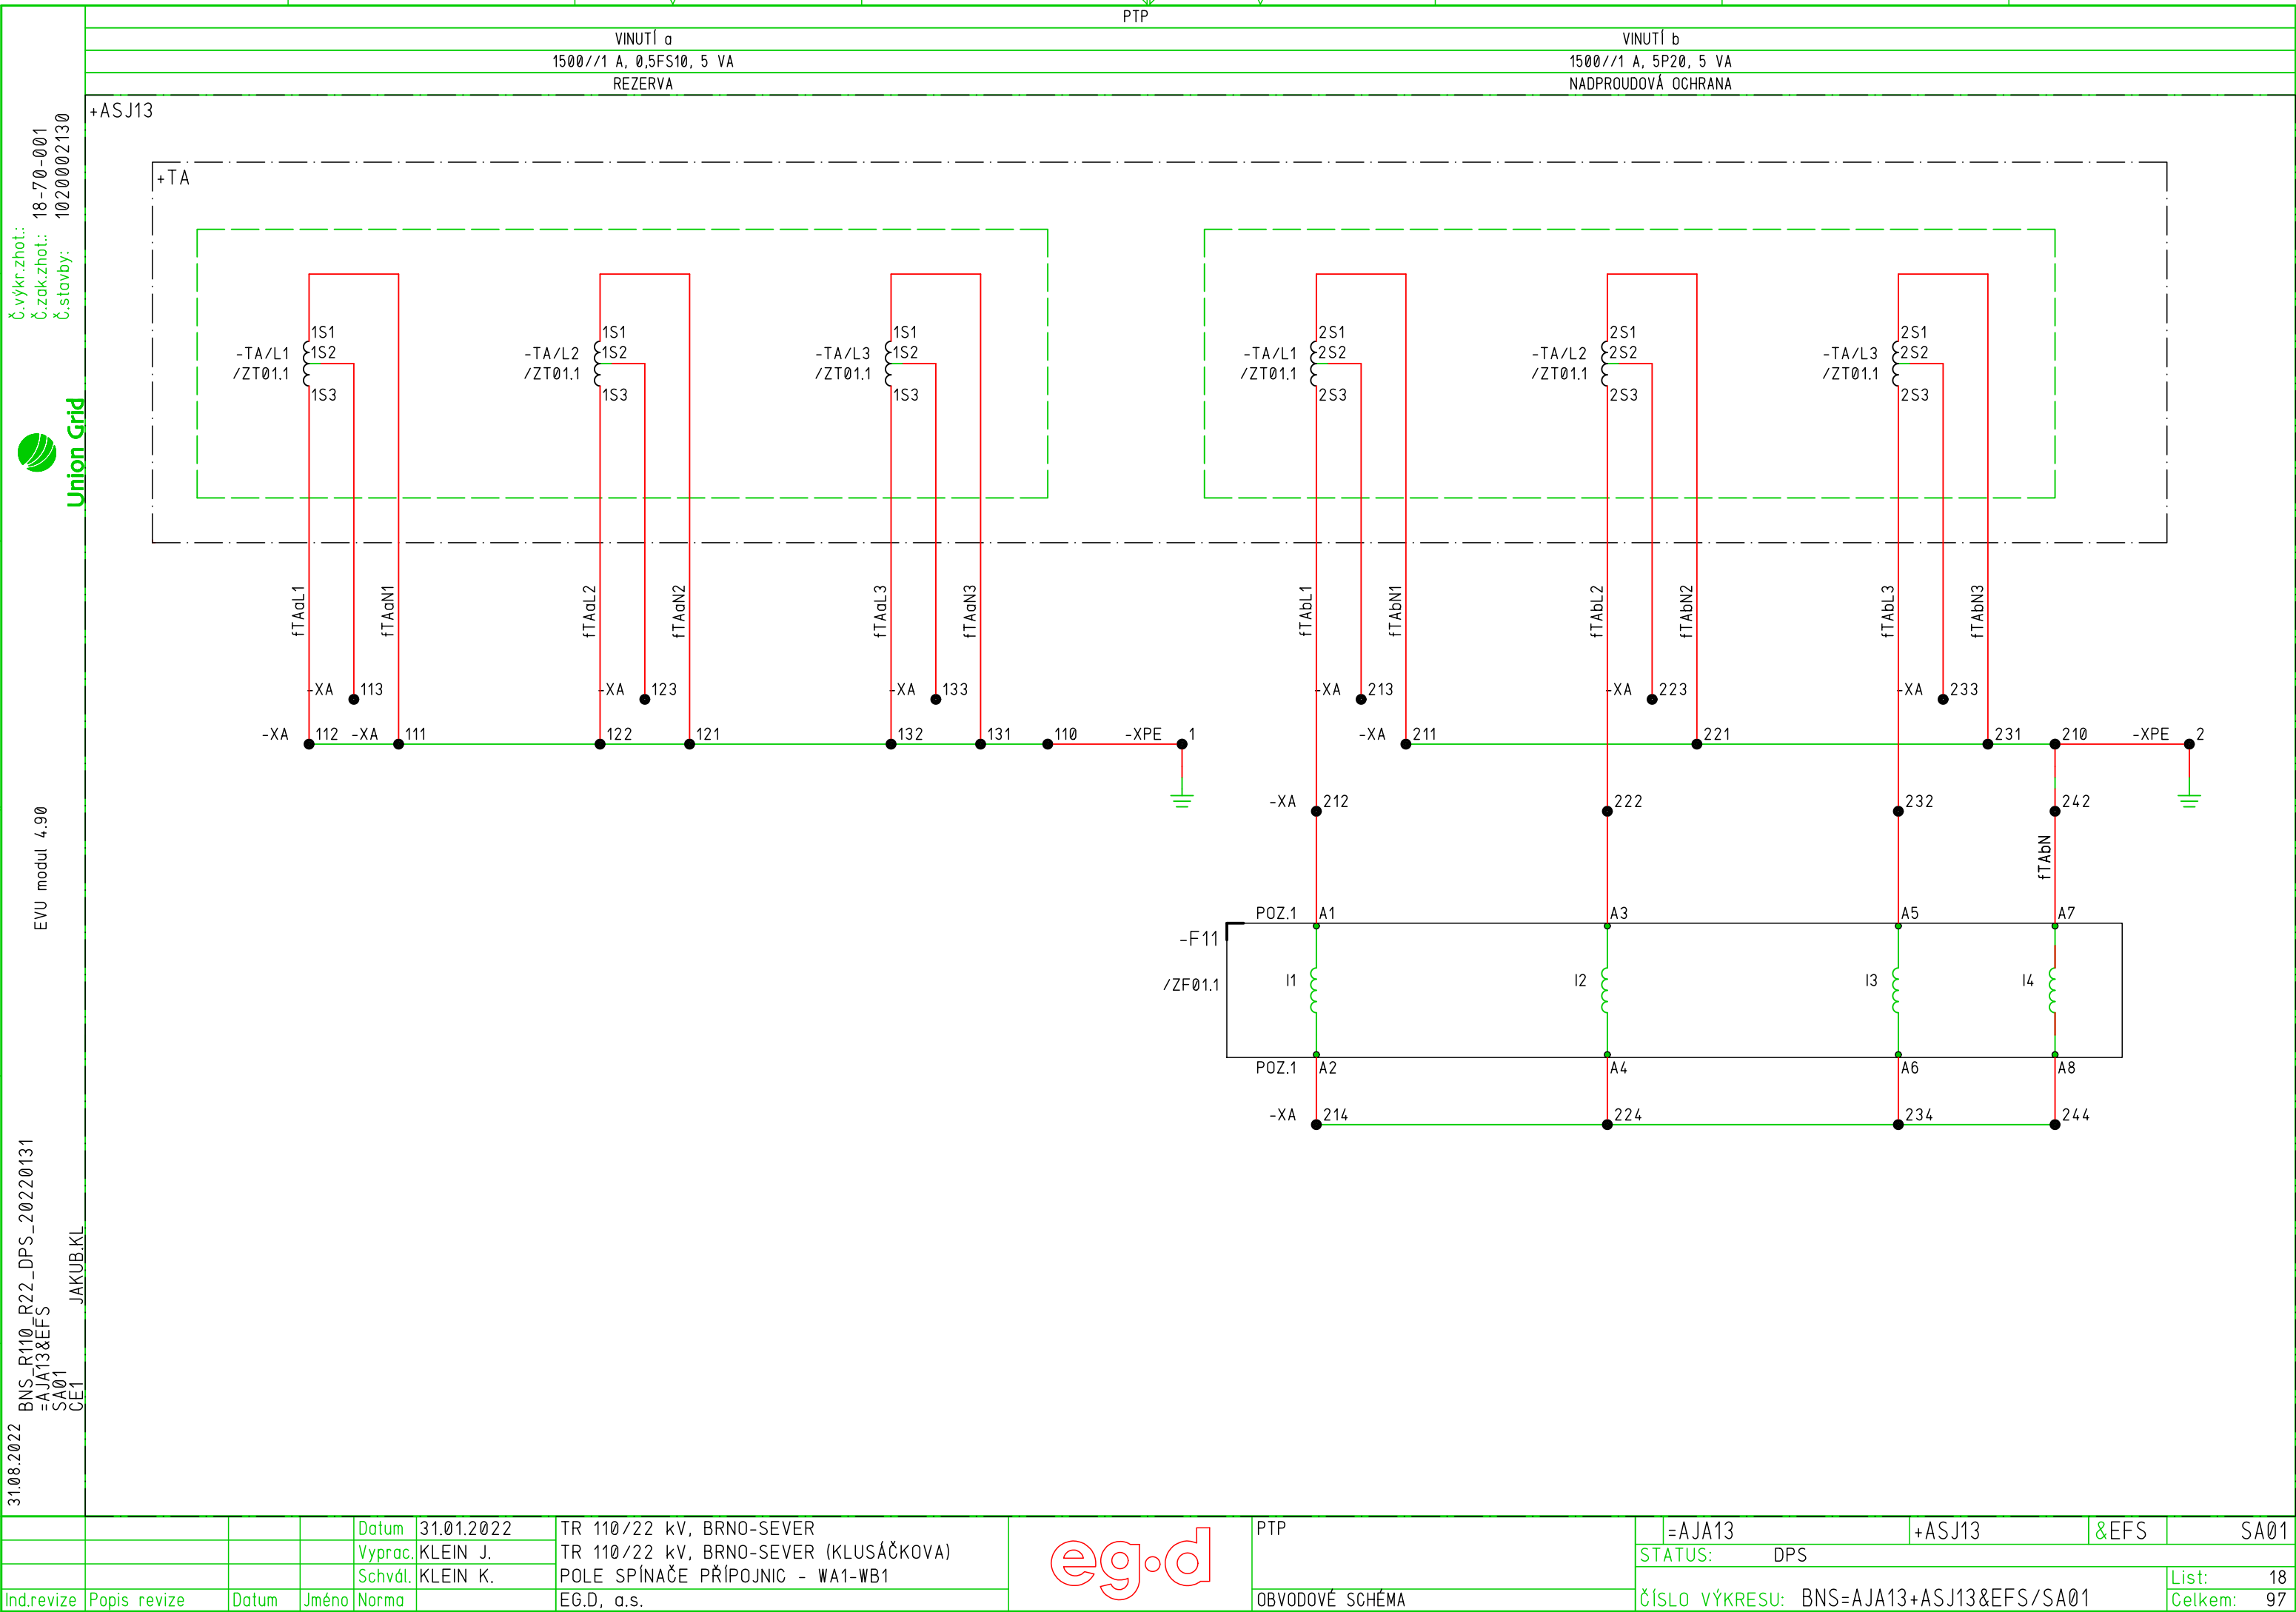 PTP
VINUTÍ a
VINUTÍ b
1500//1 A, 0,5FS10, 5 VA
1500//1 A, 5P20, 5 VA
REZERVA
NADPROUDOVÁ OCHRANA
+ASJ13
+TA
1S1
1S1
1S1
2S1
2S1
2S1
-TA/L1 1S2
-TA/L2 1S2
-TA/L3 1S2
-TA/L1 2S2
-TA/L2 2S2
-TA/L3 2S2
/ZT01.1
/ZT01.1
/ZT01.1
/ZT01.1
/ZT01.1
/ZT01.1
1S3
1S3
1S3
2S3
2S3
2S3
fTAaL1
fTAaN1
fTAaL2
fTAaN2
fTAaL3
fTAaN3
fTAbL1
fTAbN1
fTAbL2
fTAbN2
fTAbL3
fTAbN3
-XA 113
-XA 123
-XA 133
-XA 213
-XA 223
-XA 233
-XA 112
-XA 111
122
121
132
131
110
-XPE 1
-XA 211
221
231
210
-XPE 2
-XA 212
222
232
242
fTAbN
POZ.1 A1
A3
A5
A7
-F11
/ZF01.1
I1
I2
I3
I4
POZ.1 A2
A4
A6
A8
-XA 214
224
234
244
Č.výkr.zhot.:
Č.zak.zhot.: 18-70-001
Č.stavby: 1020002130
Union Grid
EVU modul 4.90
BNS_R110_R22_DPS_20220131
=AJA13&EFS
SA01
CE1
JAKUB.KL
31.08.2022
Datum 31.01.2022
Vyprac. KLEIN J.
Schvál. KLEIN K.
Ind.revize Popis revize Datum Jméno Norma
TR 110/22 kV, BRNO-SEVER
TR 110/22 kV, BRNO-SEVER (KLUSÁČKOVA)
POLE SPÍNAČE PŘÍPOJNIC - WA1-WB1
EG.D, a.s.
eg·d
PTP
OBVODOVÉ SCHÉMA
=AJA13 +ASJ13 &EFS SA01
STATUS: DPS
ČÍSLO VÝKRESU: BNS=AJA13+ASJ13&EFS/SA01
List: 18
Celkem: 97